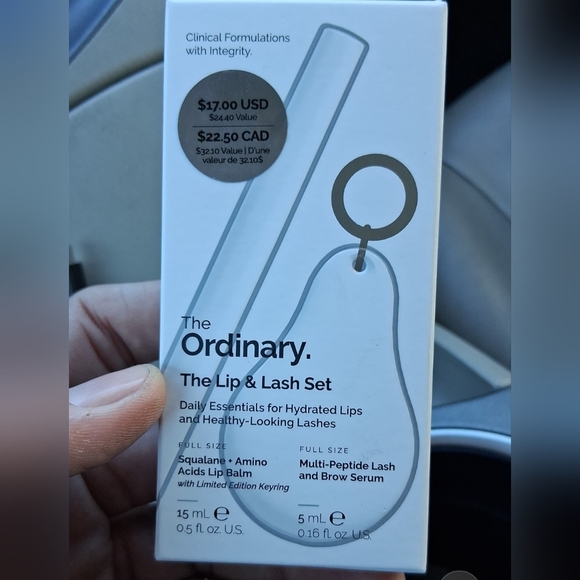 Clinical Formulations
with Integrity.
$17.00 USD
$24.40 Value
$22.50 CAD
$32.10 Value | D'une
valeur de 32.10$
The
Ordinary.
The Lip & Lash Set
Daily Essentials for Hydrated Lips
and Healthy-Looking Lashes
FULL SIZE
Squalane + Amino
Acids Lip Balm
with Limited Edition Keyring
15 mL ℮
0.5 fl. oz. U.S.
FULL SIZE
Multi-Peptide Lash
and Brow Serum
5 mL ℮
0.16 fl. oz. U.S.